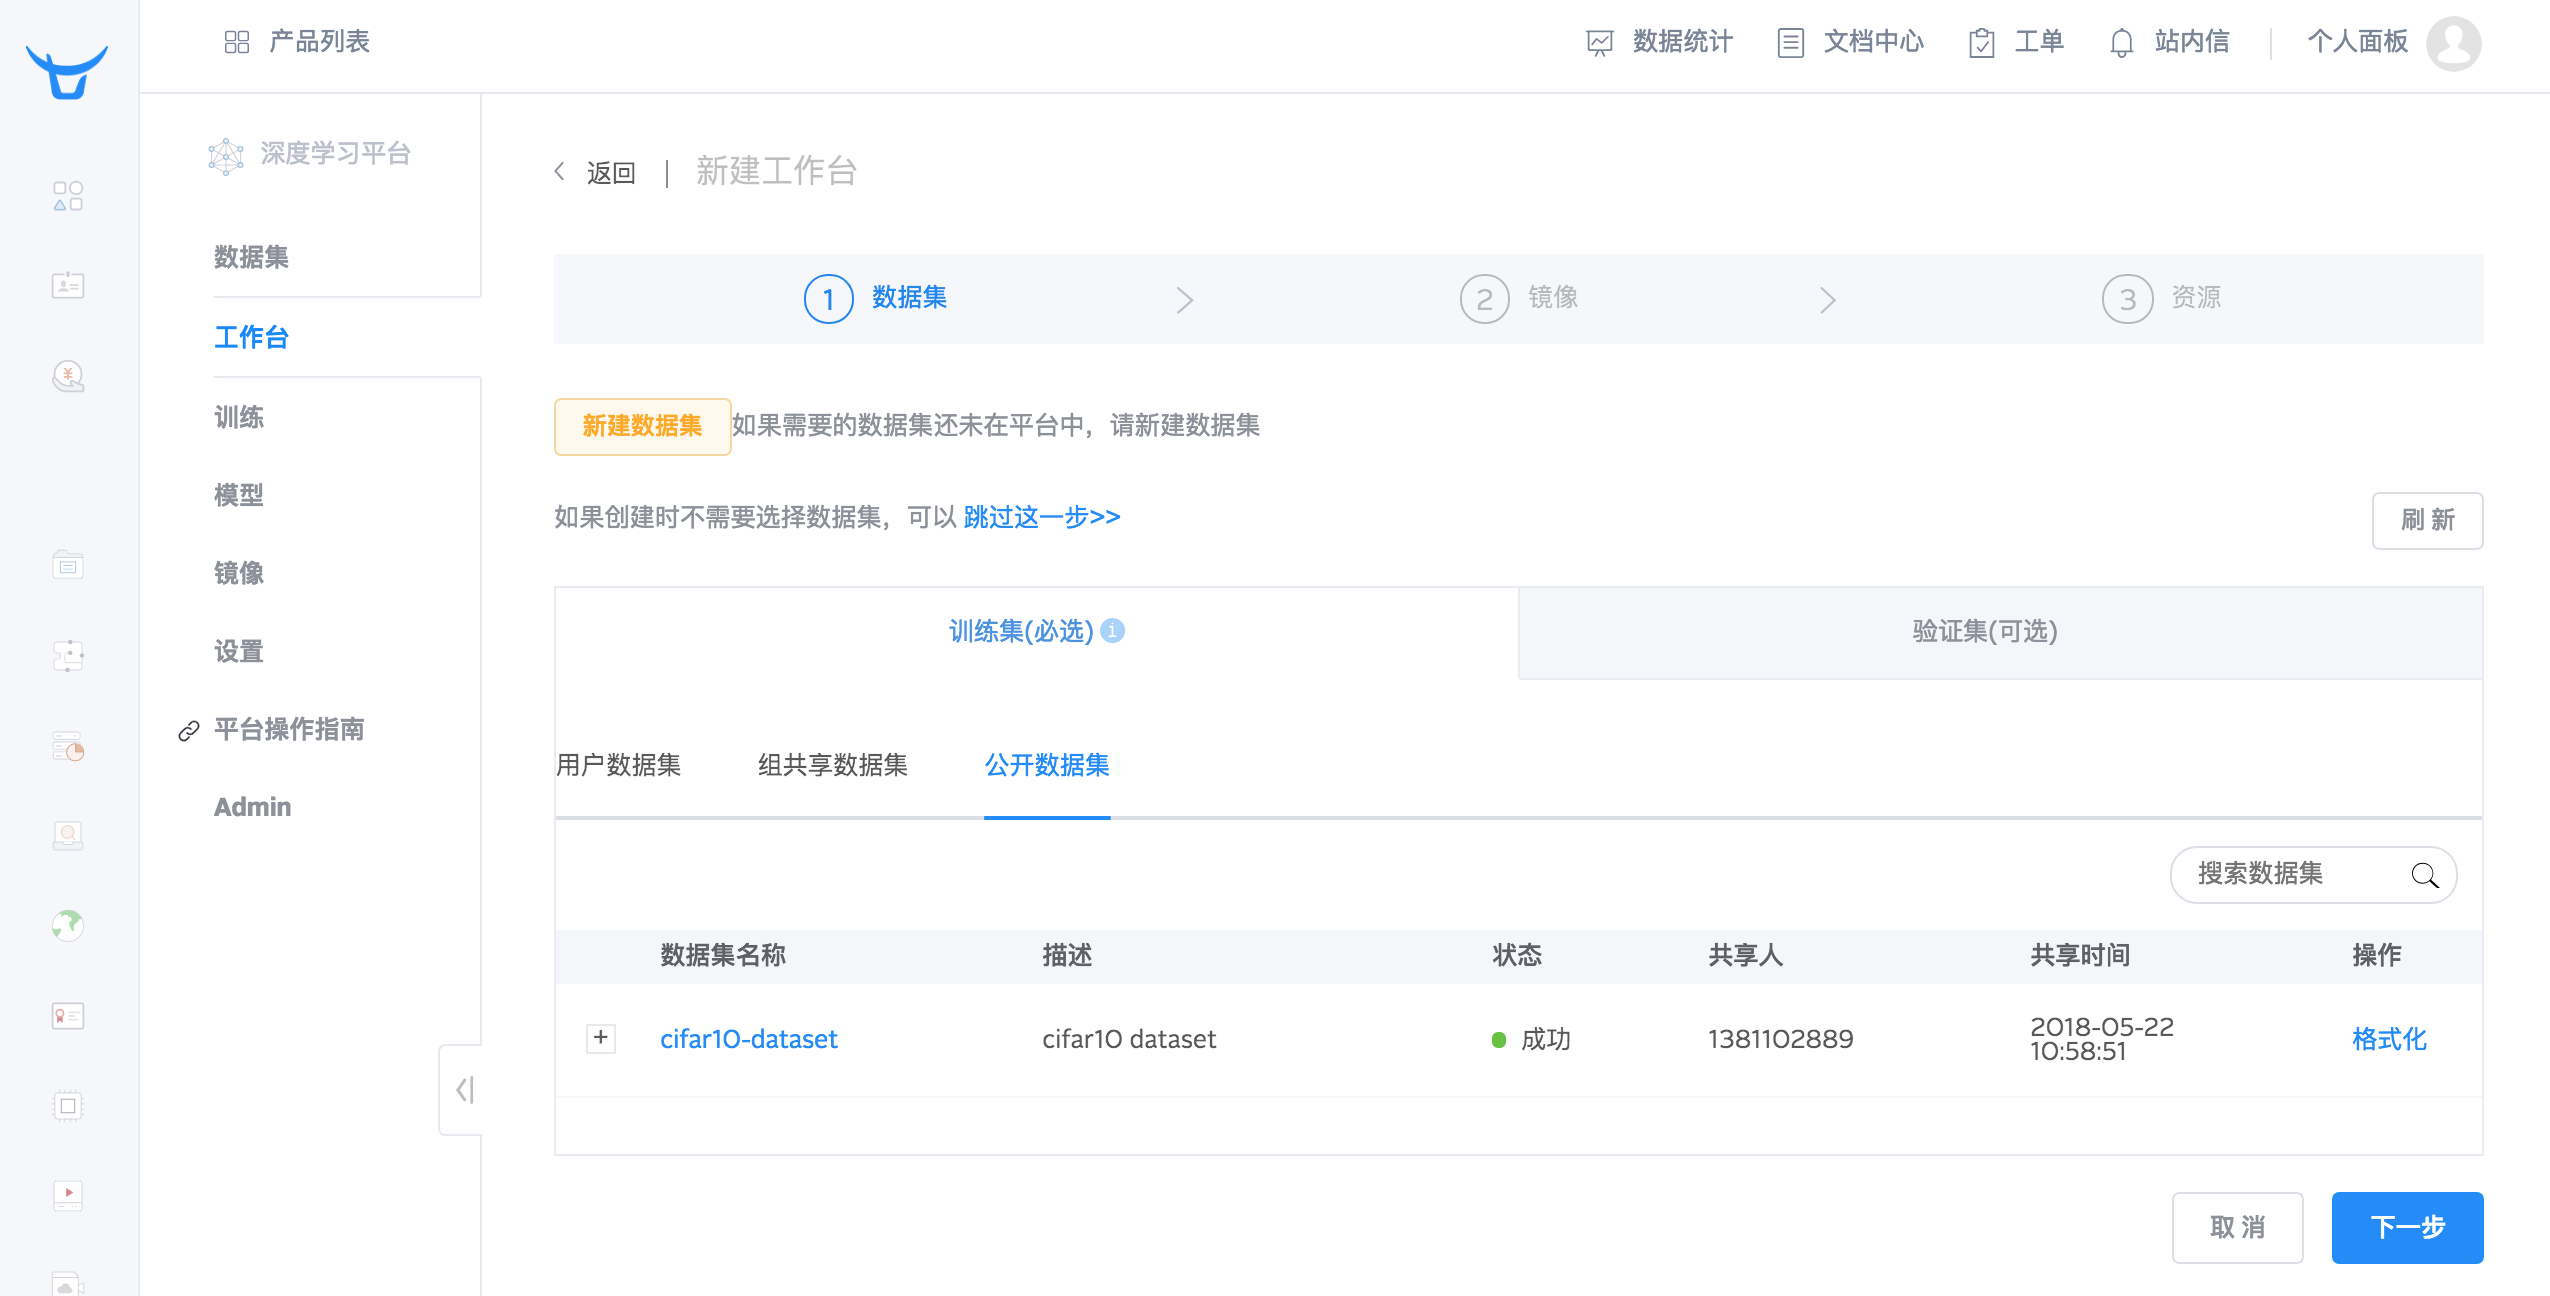 产品列表
数据统计
文档中心
工单
站内信
个人面板
深度学习平台
数据集
工作台
训练
模型
镜像
设置
平台操作指南
Admin
返回 | 新建工作台
1 数据集
2 镜像
3 资源
新建数据集 如果需要的数据集还未在平台中，请新建数据集
如果创建时不需要选择数据集，可以 跳过这一步>>
刷 新
训练集(必选) i
验证集(可选)
用户数据集
组共享数据集
公开数据集
搜索数据集
数据集名称 描述 状态 共享人 共享时间 操作
+ cifar10-dataset cifar10 dataset 成功 1381102889 2018-05-22 格式化
10:58:51
取 消
下一步